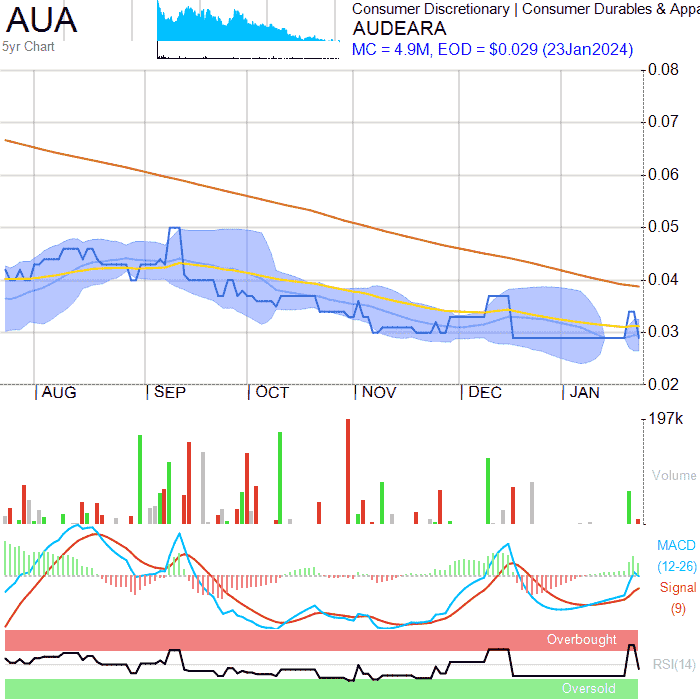 AUA
5yr Chart
Consumer Discretionary | Consumer Durables & Appa
AUDEARA
MC = 4.9M, EOD = $0.029 (23Jan2024)
0.08
0.07
0.06
0.05
0.04
0.03
0.02
AUG
SEP
OCT
NOV
DEC
JAN
197k
Volume
MACD
(12-26)
Signal
(9)
Overbought
RSI(14)
Oversold